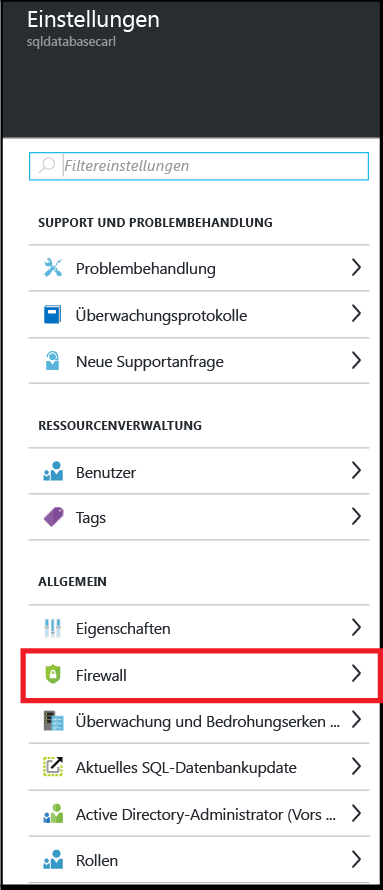 Einstellungen
sqldatabasecarl
Filtereinstellungen
SUPPORT UND PROBLEMBEHANDLUNG
Problembehandlung
Überwachungsprotokolle
Neue Supportanfrage
RESSOURCENVERWALTUNG
Benutzer
Tags
ALLGEMEIN
Eigenschaften
Firewall
Überwachung und Bedrohungserken ...
Aktuelles SQL-Datenbankupdate
Active Directory-Administrator (Vors ...
Rollen